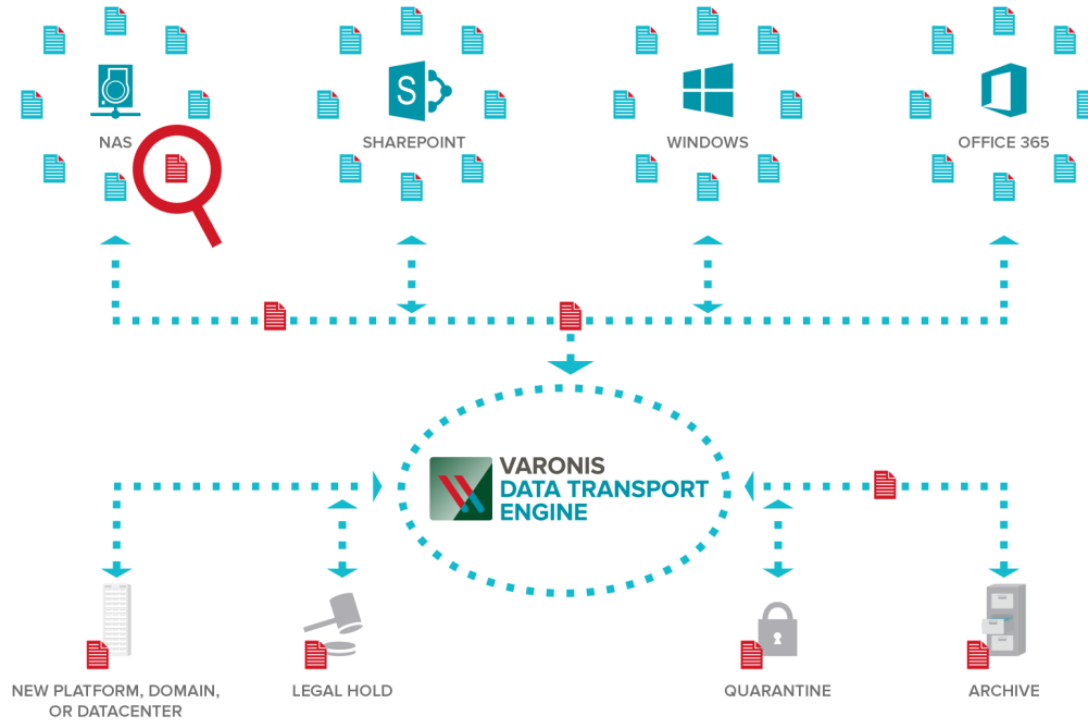 NAS
SHAREPOINT
WINDOWS
OFFICE 365
VARONIS
DATA TRANSPORT
ENGINE
NEW PLATFORM, DOMAIN,
OR DATACENTER
LEGAL HOLD
QUARANTINE
ARCHIVE